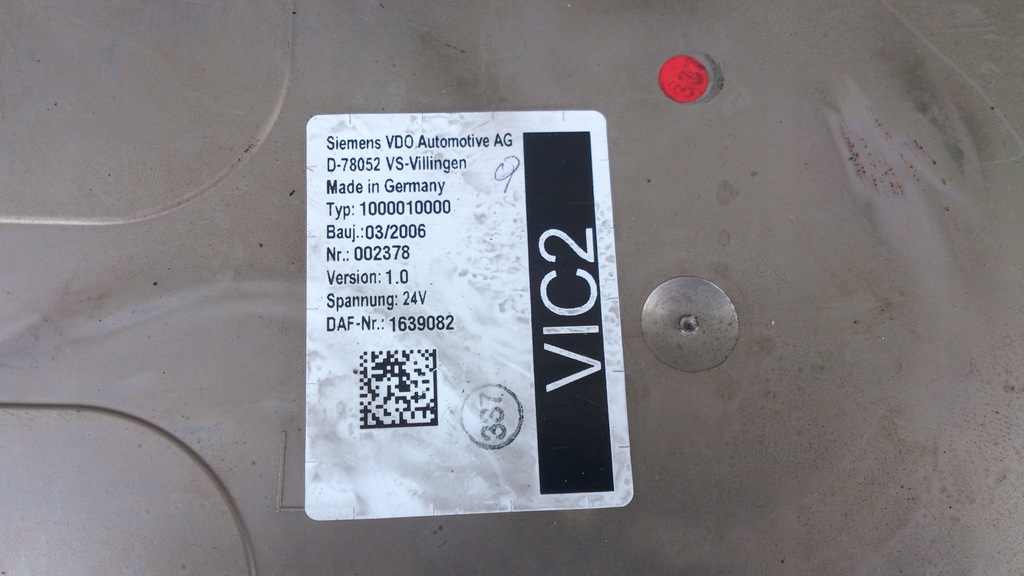 Siemens VDO Automotive AG
D-78052 VS-Villingen
Made in Germany
Typ: 1000010000
Bauj.:03/2006
Nr.: 002378
Version: 1.0
Spannung: 24V
DAF-Nr.: 1639082
VIC2
337